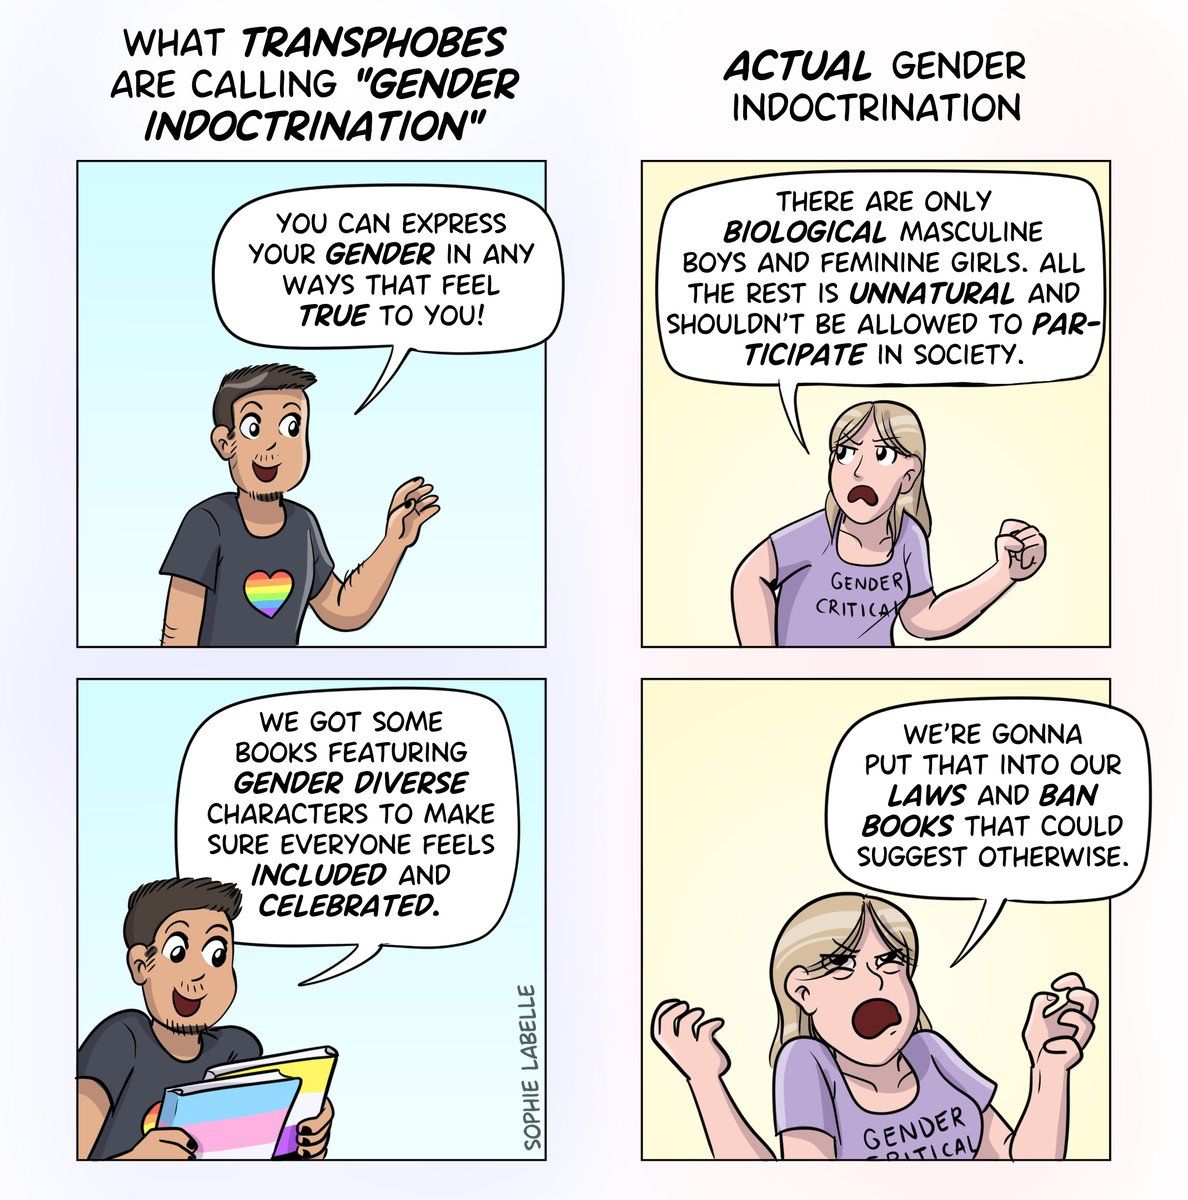 WHAT TRANSPHOBES
ARE CALLING "GENDER
INDOCTRINATION"
ACTUAL GENDER
INDOCTRINATION
YOU CAN EXPRESS
YOUR GENDER IN ANY
WAYS THAT FEEL
TRUE TO YOU!
THERE ARE ONLY
BIOLOGICAL MASCULINE
BOYS AND FEMININE GIRLS. ALL
THE REST IS UNNATURAL AND
SHOULDN'T BE ALLOWED TO PAR-
TICIPATE IN SOCIETY.
GENDER
CRITICAL
WE GOT SOME
BOOKS FEATURING
GENDER DIVERSE
CHARACTERS TO MAKE
SURE EVERYONE FEELS
INCLUDED AND
CELEBRATED.
SOPHIE LABELLE
WE'RE GONNA
PUT THAT INTO OUR
LAWS AND BAN
BOOKS THAT COULD
SUGGEST OTHERWISE.
GENDER
CRITICAL